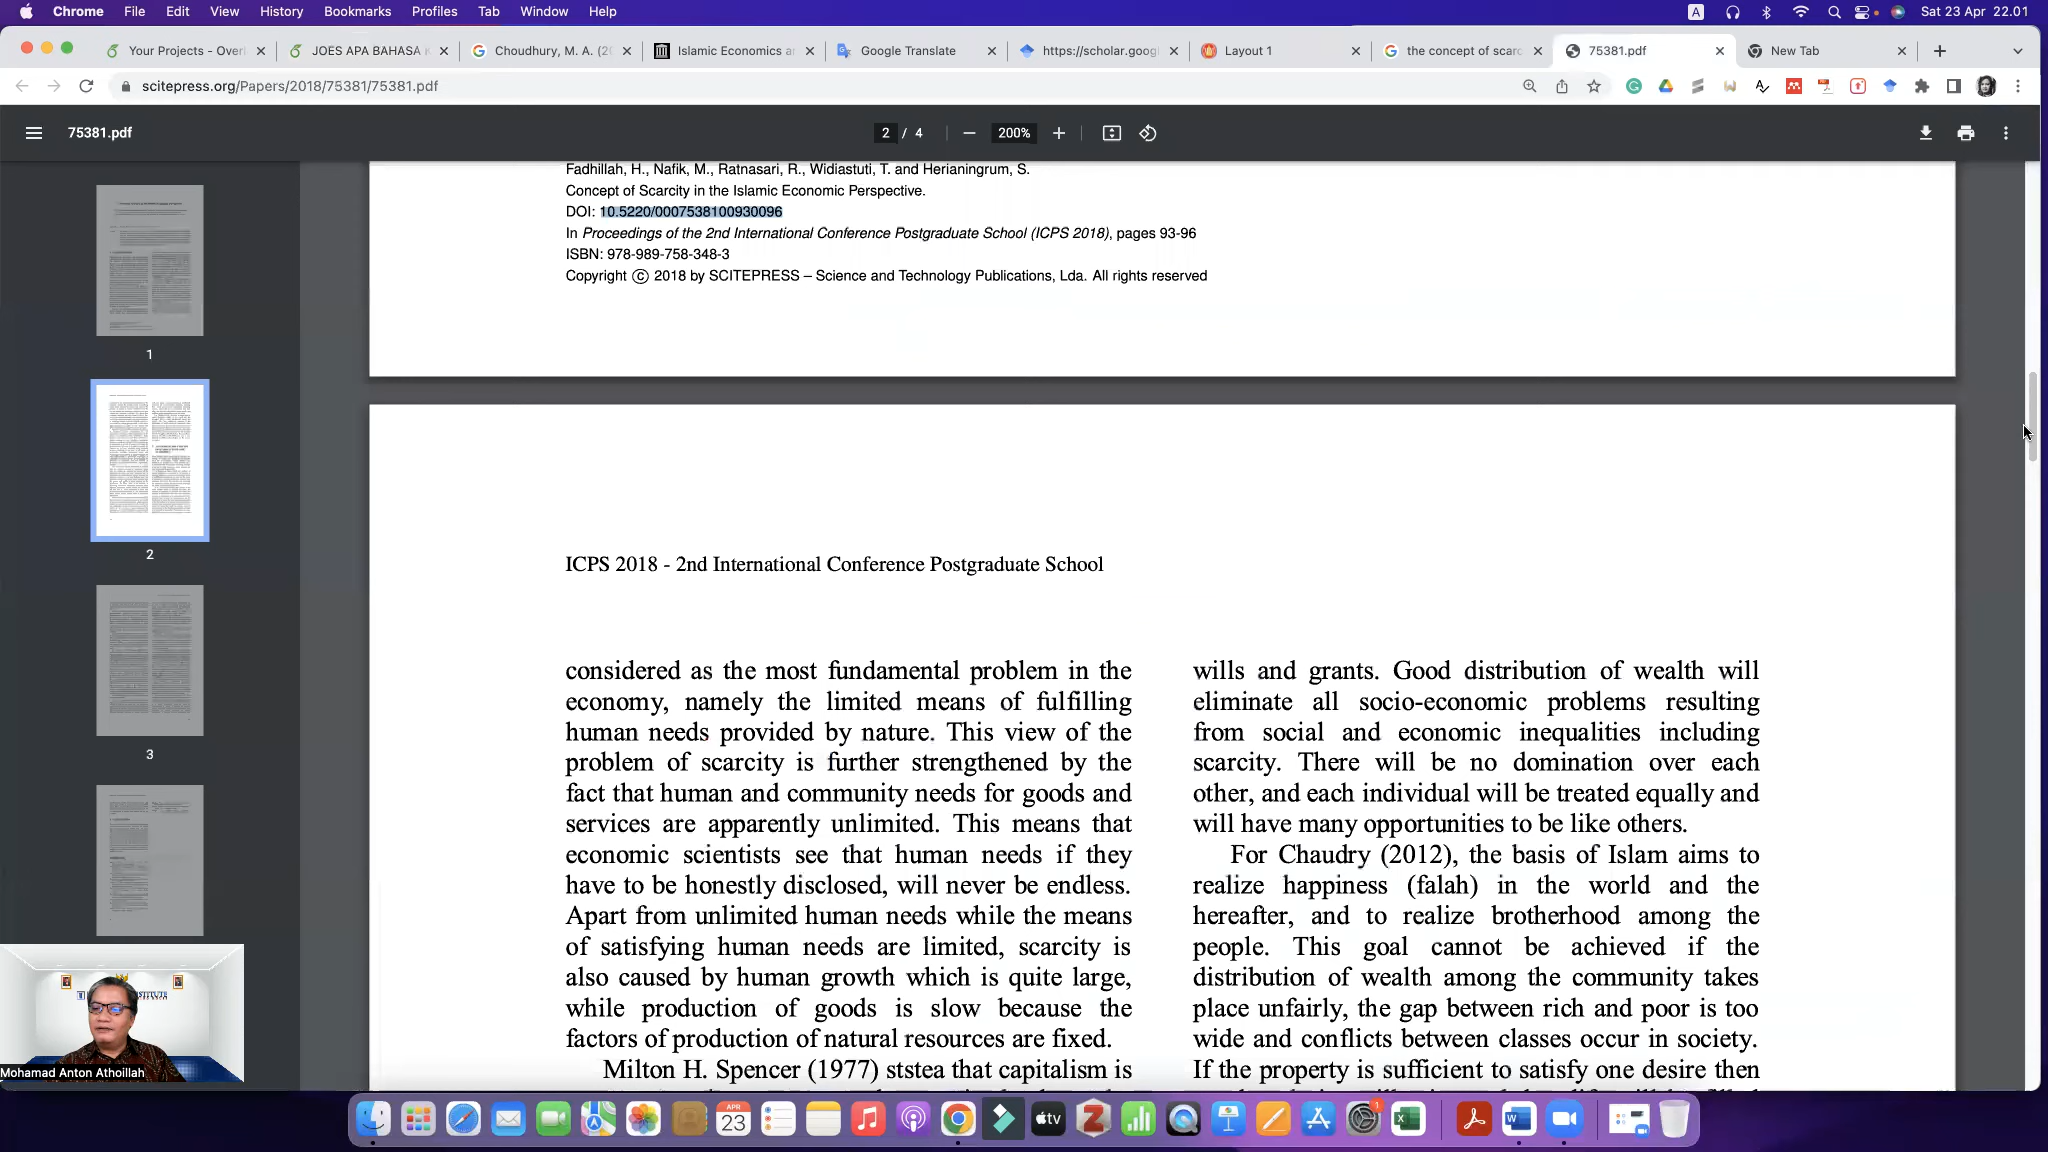 Chrome File Edit View History Bookmarks Profiles Tab Window Help
A Sat 23 Apr 22.01
Your Projects - Over
JOES APA BAHASA
Choudhury, M. A. (20
Islamic Economics a
Google Translate
https://scholar.goog
Layout 1
the concept of scarc
75381.pdf
New Tab
scitepress.org/Papers/2018/75381/75381.pdf
75381.pdf
2 / 4
200%
1
2
3
Fadhillah, H., Nafik, M., Ratnasari, R., Widiastuti, T. and Herianingrum, S.
Concept of Scarcity in the Islamic Economic Perspective.
DOI: 10.5220/0007538100930096
In Proceedings of the 2nd International Conference Postgraduate School (ICPS 2018), pages 93-96
ISBN: 978-989-758-348-3
Copyright © 2018 by SCITEPRESS – Science and Technology Publications, Lda. All rights reserved
ICPS 2018 - 2nd International Conference Postgraduate School
considered as the most fundamental problem in the
economy, namely the limited means of fulfilling
human needs provided by nature. This view of the
problem of scarcity is further strengthened by the
fact that human and community needs for goods and
services are apparently unlimited. This means that
economic scientists see that human needs if they
have to be honestly disclosed, will never be endless.
Apart from unlimited human needs while the means
of satisfying human needs are limited, scarcity is
also caused by human growth which is quite large,
while production of goods is slow because the
factors of production of natural resources are fixed.
Milton H. Spencer (1977) ststea that capitalism is
wills and grants. Good distribution of wealth will
eliminate all socio-economic problems resulting
from social and economic inequalities including
scarcity. There will be no domination over each
other, and each individual will be treated equally and
will have many opportunities to be like others.
For Chaudry (2012), the basis of Islam aims to
realize happiness (falah) in the world and the
hereafter, and to realize brotherhood among the
people. This goal cannot be achieved if the
distribution of wealth among the community takes
place unfairly, the gap between rich and poor is too
wide and conflicts between classes occur in society.
If the property is sufficient to satisfy one desire then
Mohamad Anton Athoillah
APR
23
tv
1